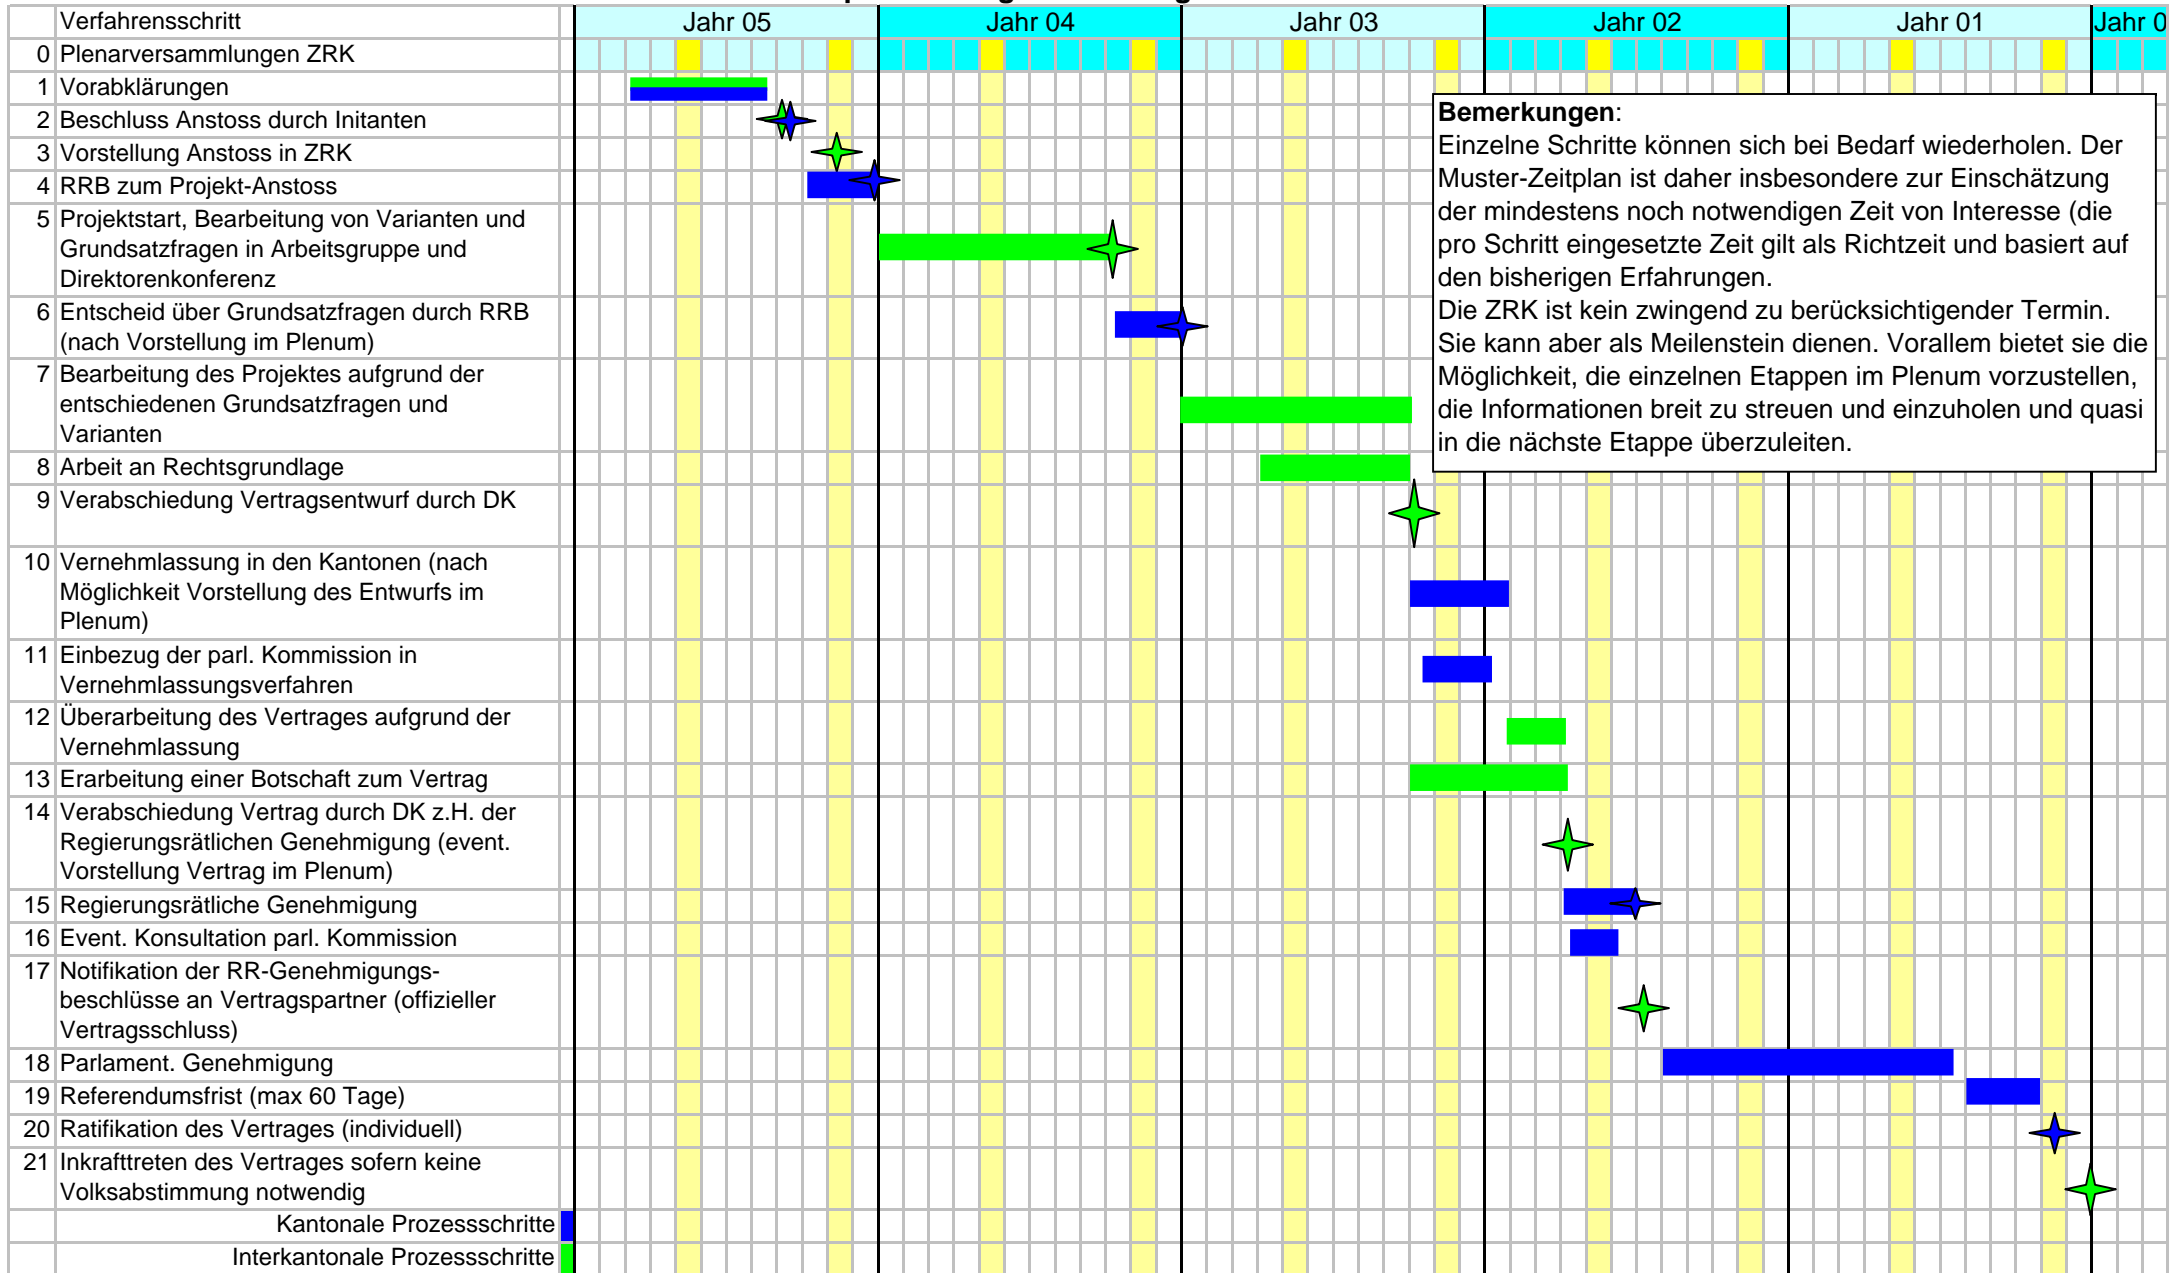 Verfahrensschritt Jahr 05 Jahr 04 Jahr 03 Jahr 02 Jahr 01 Jahr 0
0 Plenarversammlungen ZRK
1 Vorabklärungen
2 Beschluss Anstoss durch Initanten
3 Vorstellung Anstoss in ZRK
4 RRB zum Projekt-Anstoss
5 Projektstart, Bearbeitung von Varianten und
Grundsatzfragen in Arbeitsgruppe und
Direktorenkonferenz
6 Entscheid über Grundsatzfragen durch RRB
(nach Vorstellung im Plenum)
7 Bearbeitung des Projektes aufgrund der
entschiedenen Grundsatzfragen und
Varianten
8 Arbeit an Rechtsgrundlage
9 Verabschiedung Vertragsentwurf durch DK
10 Vernehmlassung in den Kantonen (nach
Möglichkeit Vorstellung des Entwurfs im
Plenum)
11 Einbezug der parl. Kommission in
Vernehmlassungsverfahren
12 Überarbeitung des Vertrages aufgrund der
Vernehmlassung
13 Erarbeitung einer Botschaft zum Vertrag
14 Verabschiedung Vertrag durch DK z.H. der
Regierungsrätlichen Genehmigung (event.
Vorstellung Vertrag im Plenum)
15 Regierungsrätliche Genehmigung
16 Event. Konsultation parl. Kommission
17 Notifikation der RR-Genehmigungs-
beschlüsse an Vertragspartner (offizieller
Vertragsschluss)
18 Parlament. Genehmigung
19 Referendumsfrist (max 60 Tage)
20 Ratifikation des Vertrages (individuell)
21 Inkrafttreten des Vertrages sofern keine
Volksabstimmung notwendig
Kantonale Prozessschritte
Interkantonale Prozessschritte
Bemerkungen:
Einzelne Schritte können sich bei Bedarf wiederholen. Der
Muster-Zeitplan ist daher insbesondere zur Einschätzung
der mindestens noch notwendigen Zeit von Interesse (die
pro Schritt eingesetzte Zeit gilt als Richtzeit und basiert auf
den bisherigen Erfahrungen.
Die ZRK ist kein zwingend zu berücksichtigender Termin.
Sie kann aber als Meilenstein dienen. Vorallem bietet sie die
Möglichkeit, die einzelnen Etappen im Plenum vorzustellen,
die Informationen breit zu streuen und einzuholen und quasi
in die nächste Etappe überzuleiten.